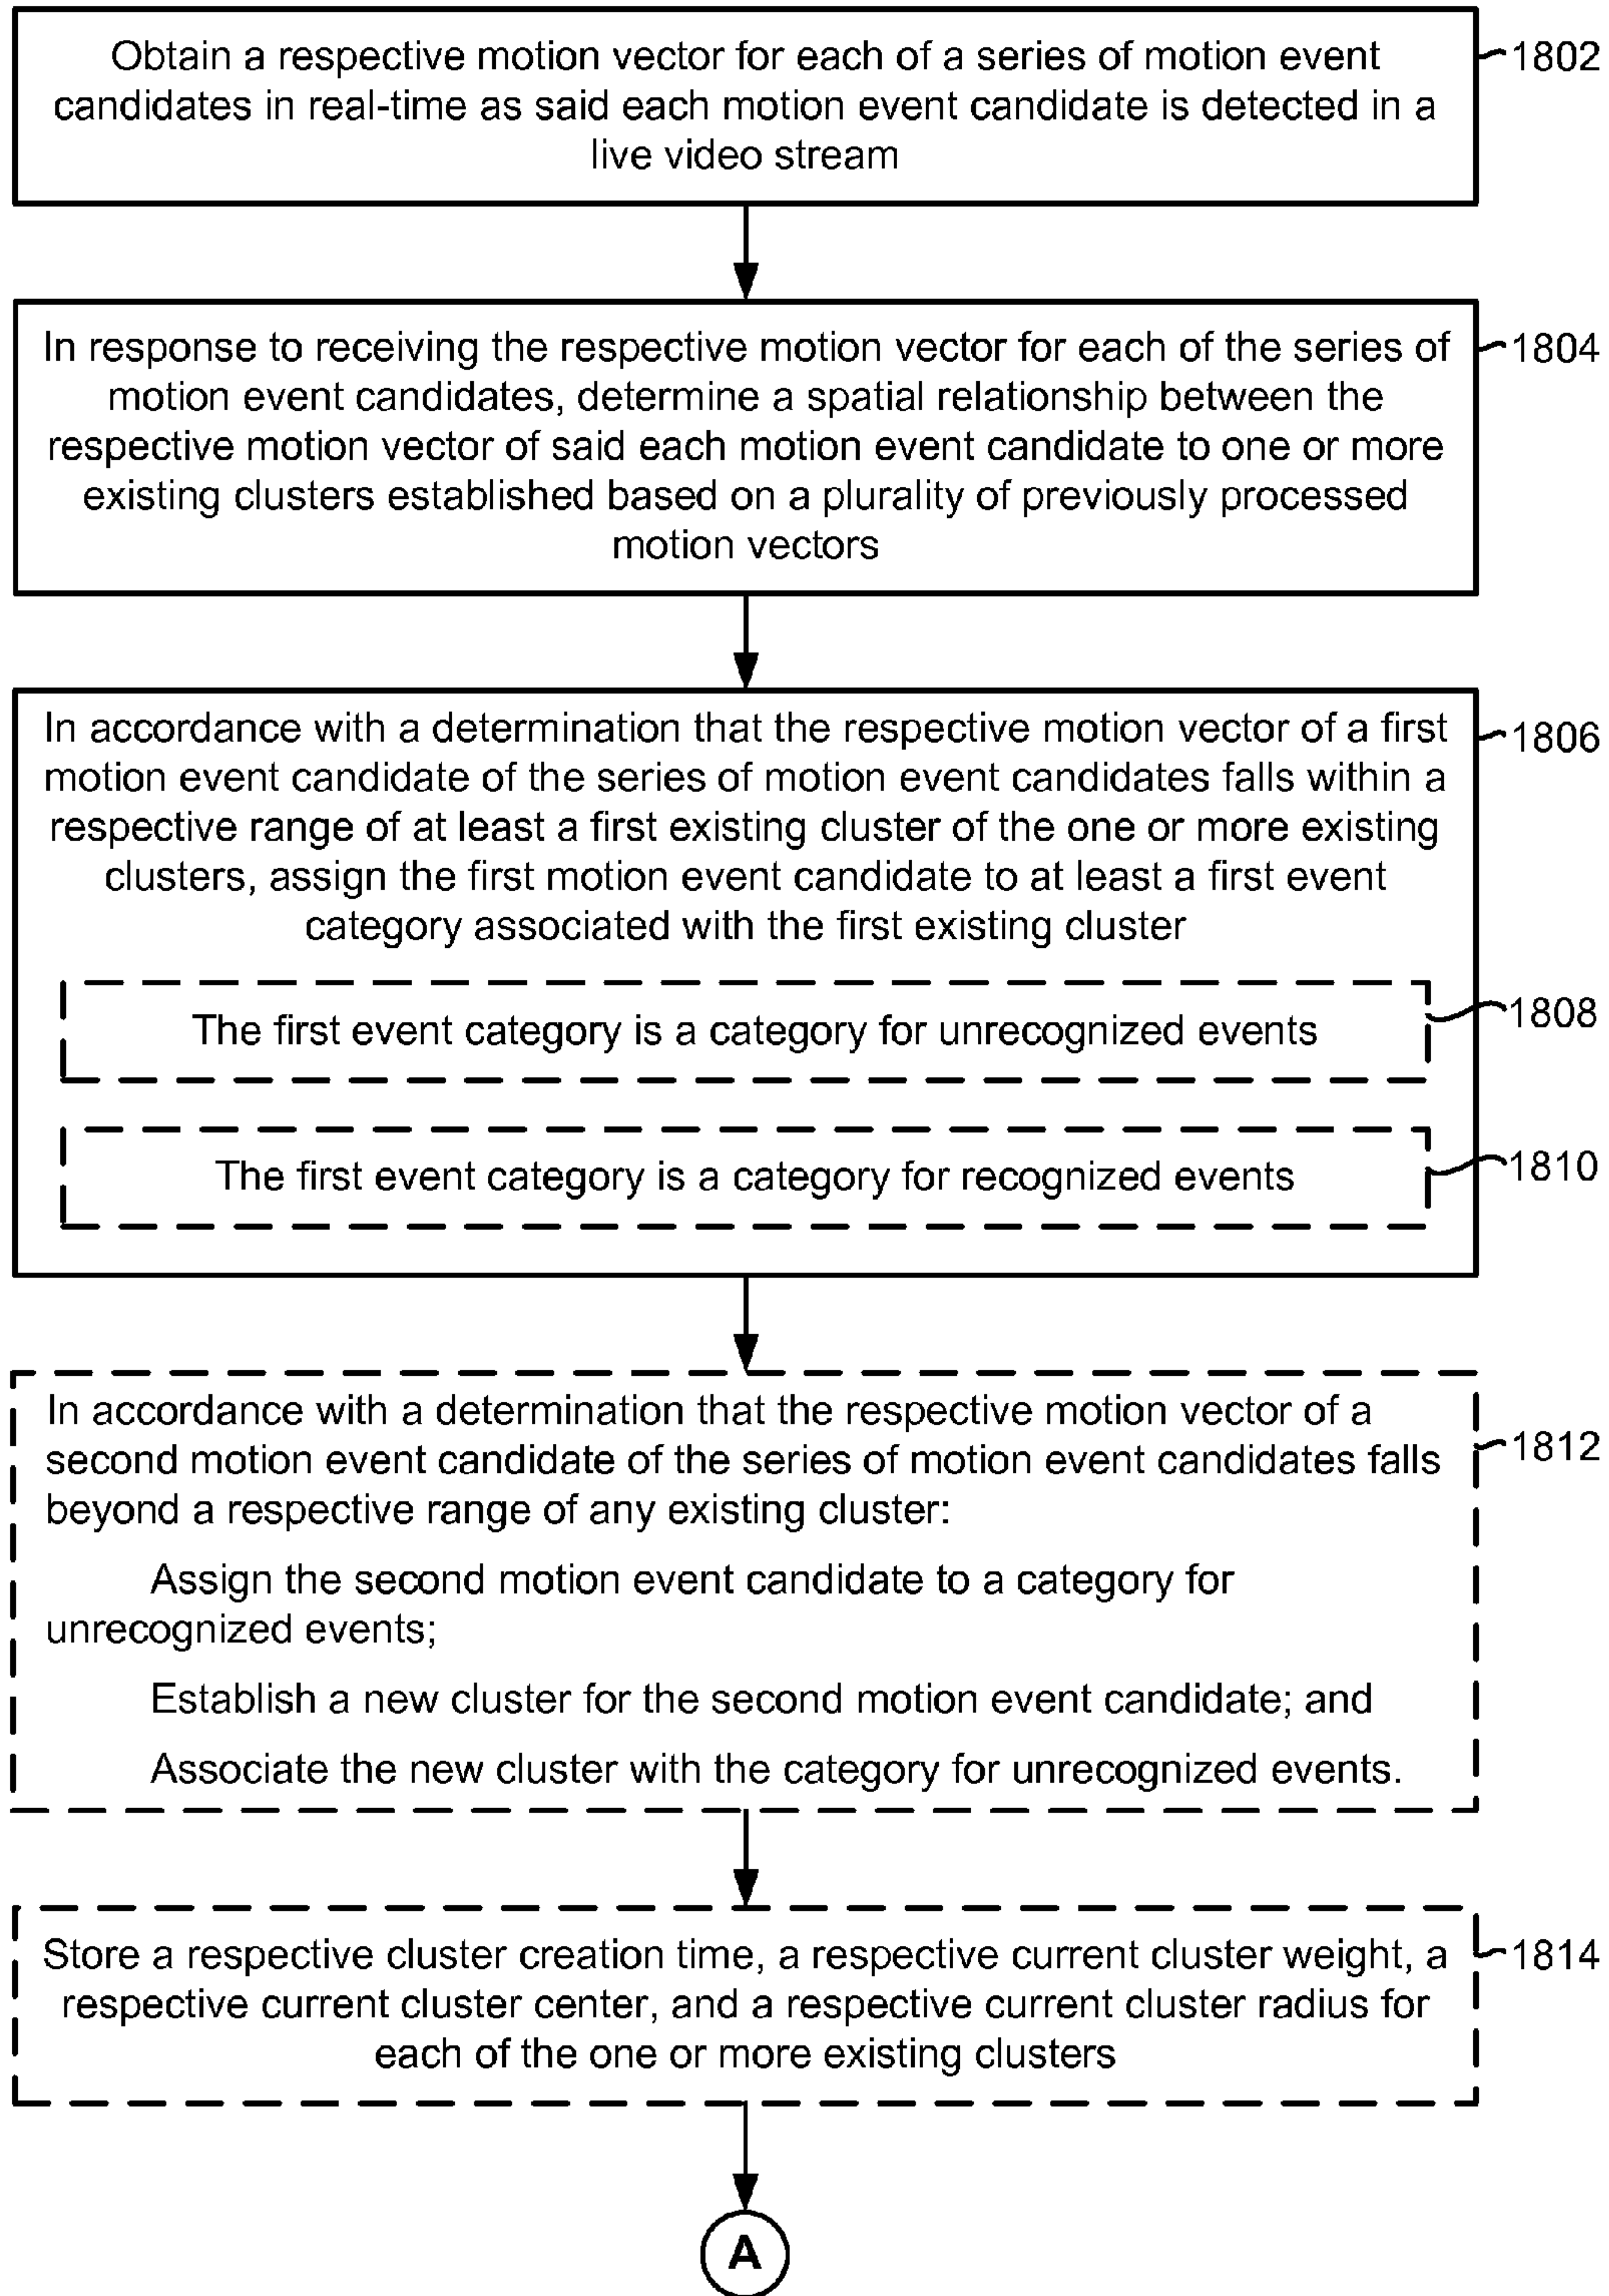 Obtain a respective motion vector for each of a series of motion event
candidates in real-time as said each motion event candidate is detected in a
live video stream
1802
In response to receiving the respective motion vector for each of the series of
motion event candidates, determine a spatial relationship between the
respective motion vector of said each motion event candidate to one or more
existing clusters established based on a plurality of previously processed
motion vectors
1804
In accordance with a determination that the respective motion vector of a first
motion event candidate of the series of motion event candidates falls within a
respective range of at least a first existing cluster of the one or more existing
clusters, assign the first motion event candidate to at least a first event
category associated with the first existing cluster
1806
The first event category is a category for unrecognized events
1808
The first event category is a category for recognized events
1810
In accordance with a determination that the respective motion vector of a
second motion event candidate of the series of motion event candidates falls
beyond a respective range of any existing cluster:
Assign the second motion event candidate to a category for
unrecognized events;
Establish a new cluster for the second motion event candidate; and
Associate the new cluster with the category for unrecognized events.
1812
Store a respective cluster creation time, a respective current cluster weight, a
respective current cluster center, and a respective current cluster radius for
each of the one or more existing clusters
1814
A